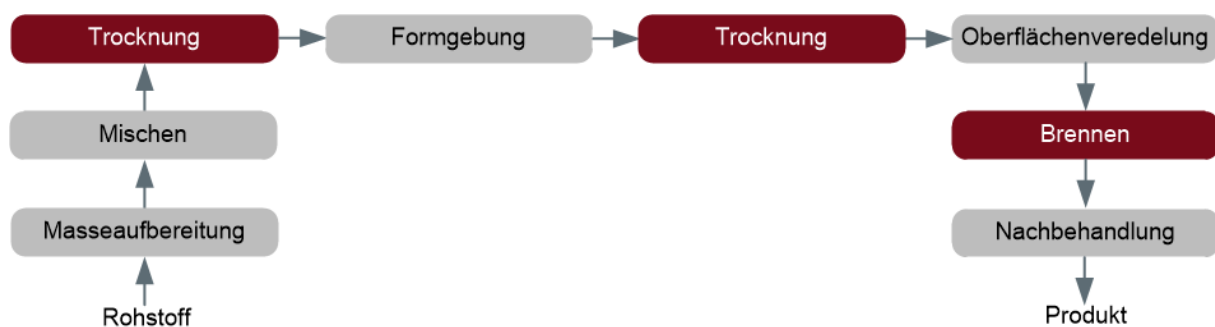 Rohstoff
Masseaufbereitung
Mischen
Trocknung
Formgebung
Trocknung
Oberflächenveredelung
Brennen
Nachbehandlung
Produkt